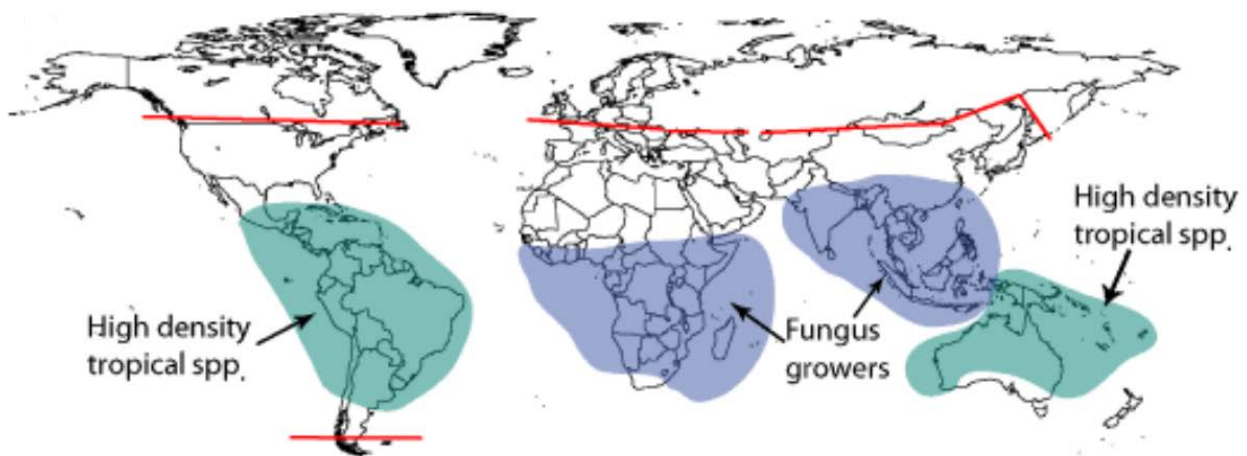 High density
tropical spp.
High density
tropical spp.
Fungus
growers